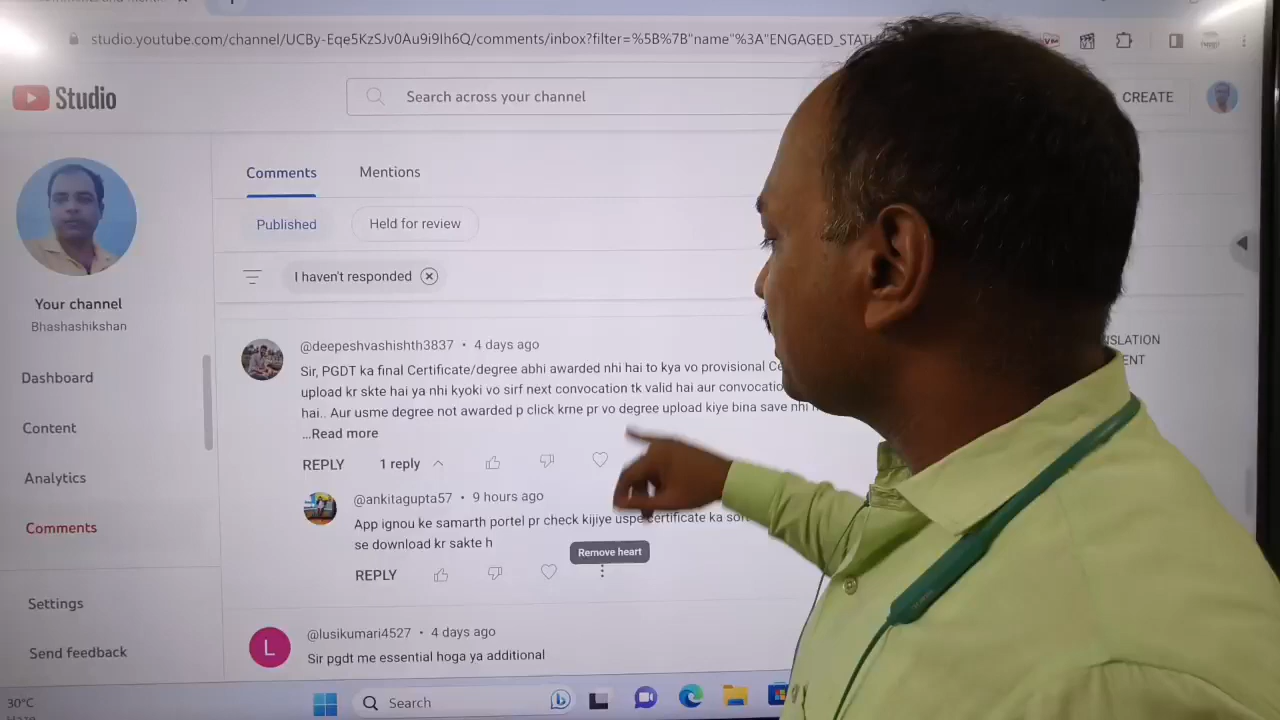 studio.youtube.com/channel/UCBy-Eqe5KzSJv0Au9i9Ih6Q/comments/inbox?filter=%5B%7B"name"%3A"ENGAGED_STAT
Studio
Search across your channel
CREATE
Comments
Mentions
Published
Held for review
I haven't responded
Your channel
Bhashashikshan
Dashboard
Content
Analytics
Comments
Settings
Send feedback
@deepeshvashishth3837 • 4 days ago
Sir, PGDT ka final Certificate/degree abhi awarded nhi hai to kya vo provisional Ce
upload kr skte hai ya nhi kyoki vo sirf next convocation tk valid hai aur convocatio
hai.. Aur usme degree not awarded p click krne pr vo degree upload kiye bina save nhi
...Read more
REPLY
1 reply
@ankitagupta57 • 9 hours ago
App ignou ke samarth portel pr check kijiye uspe certificate ka soft
se download kr sakte h
Remove heart
REPLY
L
@lusikumari4527 • 4 days ago
Sir pgdt me essential hoga ya additional
ISLATION
ENT
30°C
Search